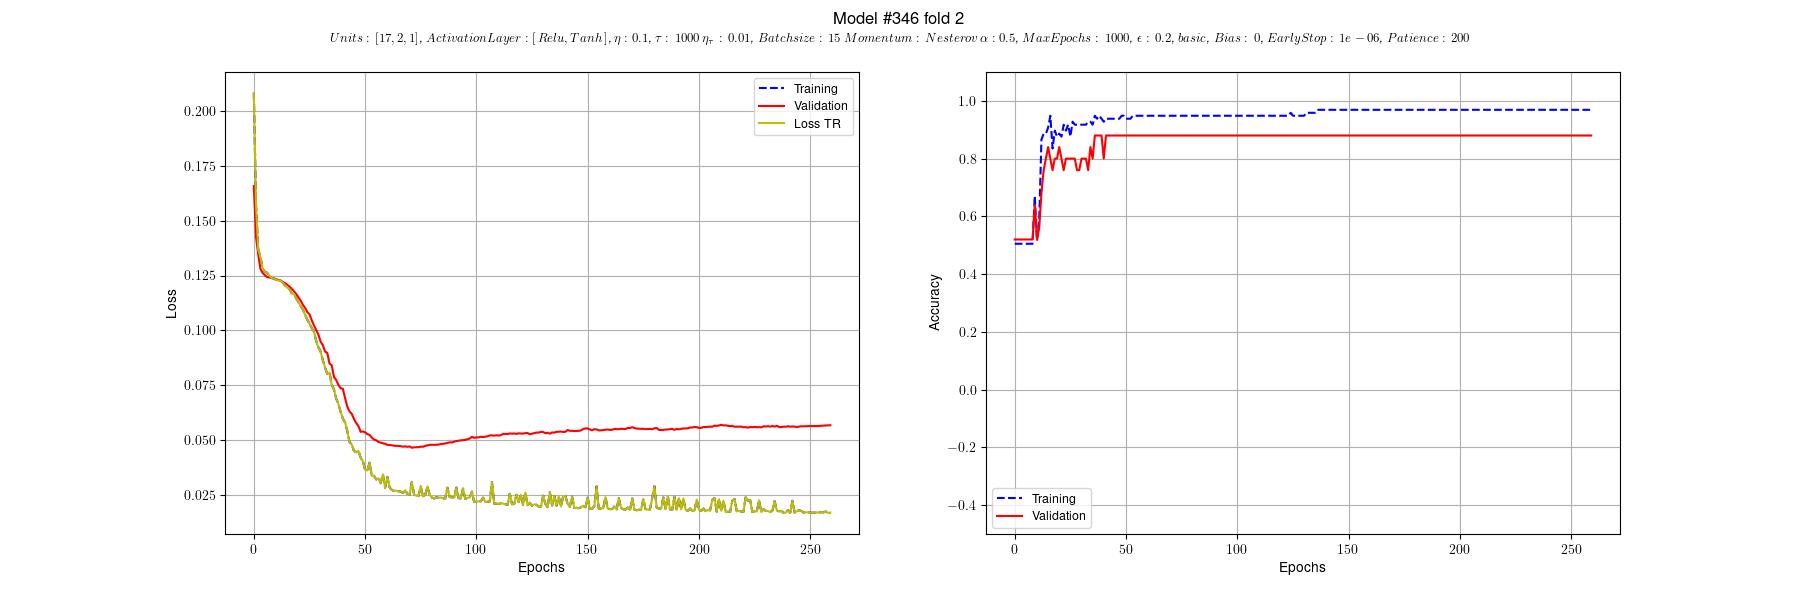 Model #346 fold 2
Units : [17, 2, 1], ActivationLayer : [Relu, Tanh], η : 0.1, τ : 1000 ητ : 0.01, Batchsize : 15 Momentum : Nesterov α : 0.5, MaxEpochs : 1000, ϵ : 0.2, basic, Bias : 0, EarlyStop : 1e − 06, Patience : 200
Loss
0.200
0.175
0.150
0.125
0.100
0.075
0.050
0.025
0 50 100 150 200 250
Epochs
Training
Validation
Loss TR
Accuracy
1.0
0.8
0.6
0.4
0.2
0.0
−0.2
−0.4
0 50 100 150 200 250
Epochs
Training
Validation